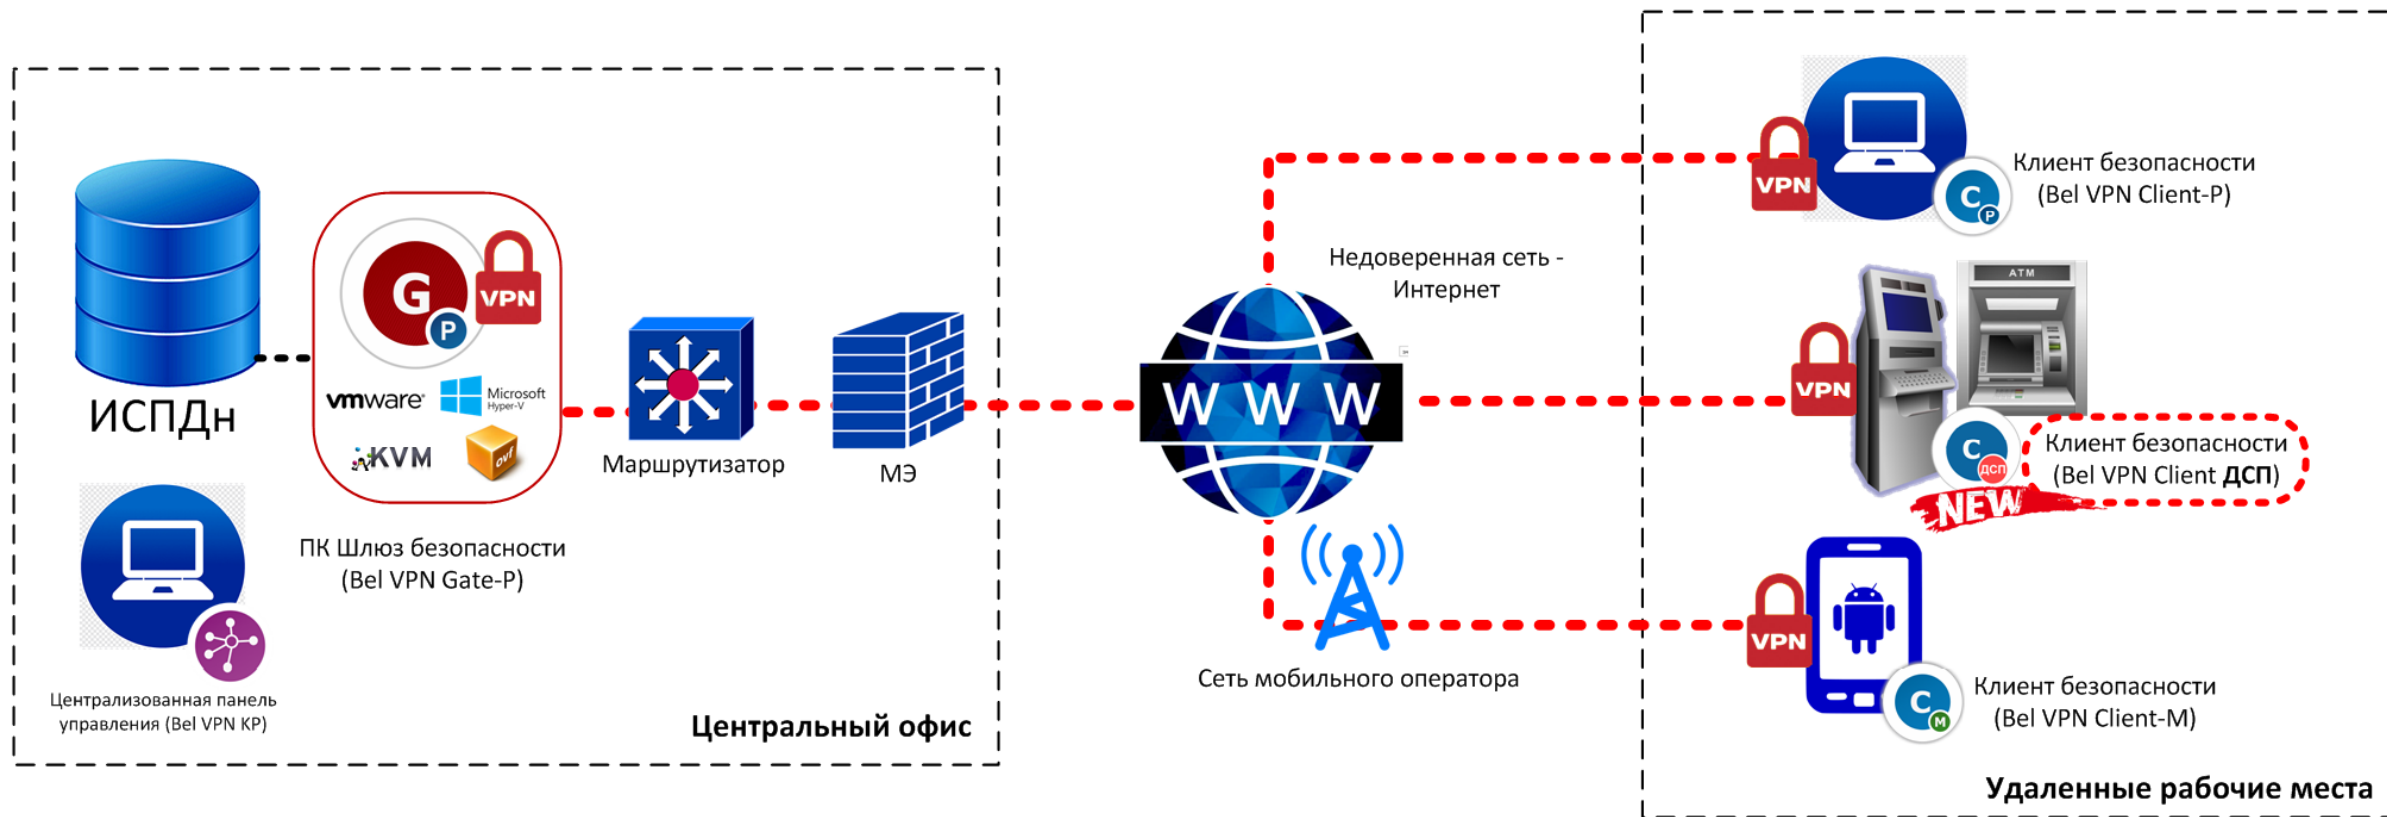 ИСПДн
G
P
VPN
vmware
Microsoft
Hyper-V
KVM
ovf
ПК Шлюз безопасности
(Bel VPN Gate-P)
Централизованная панель
управления (Bel VPN KP)
Маршрутизатор
МЭ
Центральный офис
Недоверенная сеть -
Интернет
WWW
Сеть мобильного оператора
VPN
C
P
Клиент безопасности
(Bel VPN Client-P)
ATM
VPN
C
ДСП
NEW
Клиент безопасности
(Bel VPN Client ДСП)
VPN
C
M
Клиент безопасности
(Bel VPN Client-M)
Удаленные рабочие места